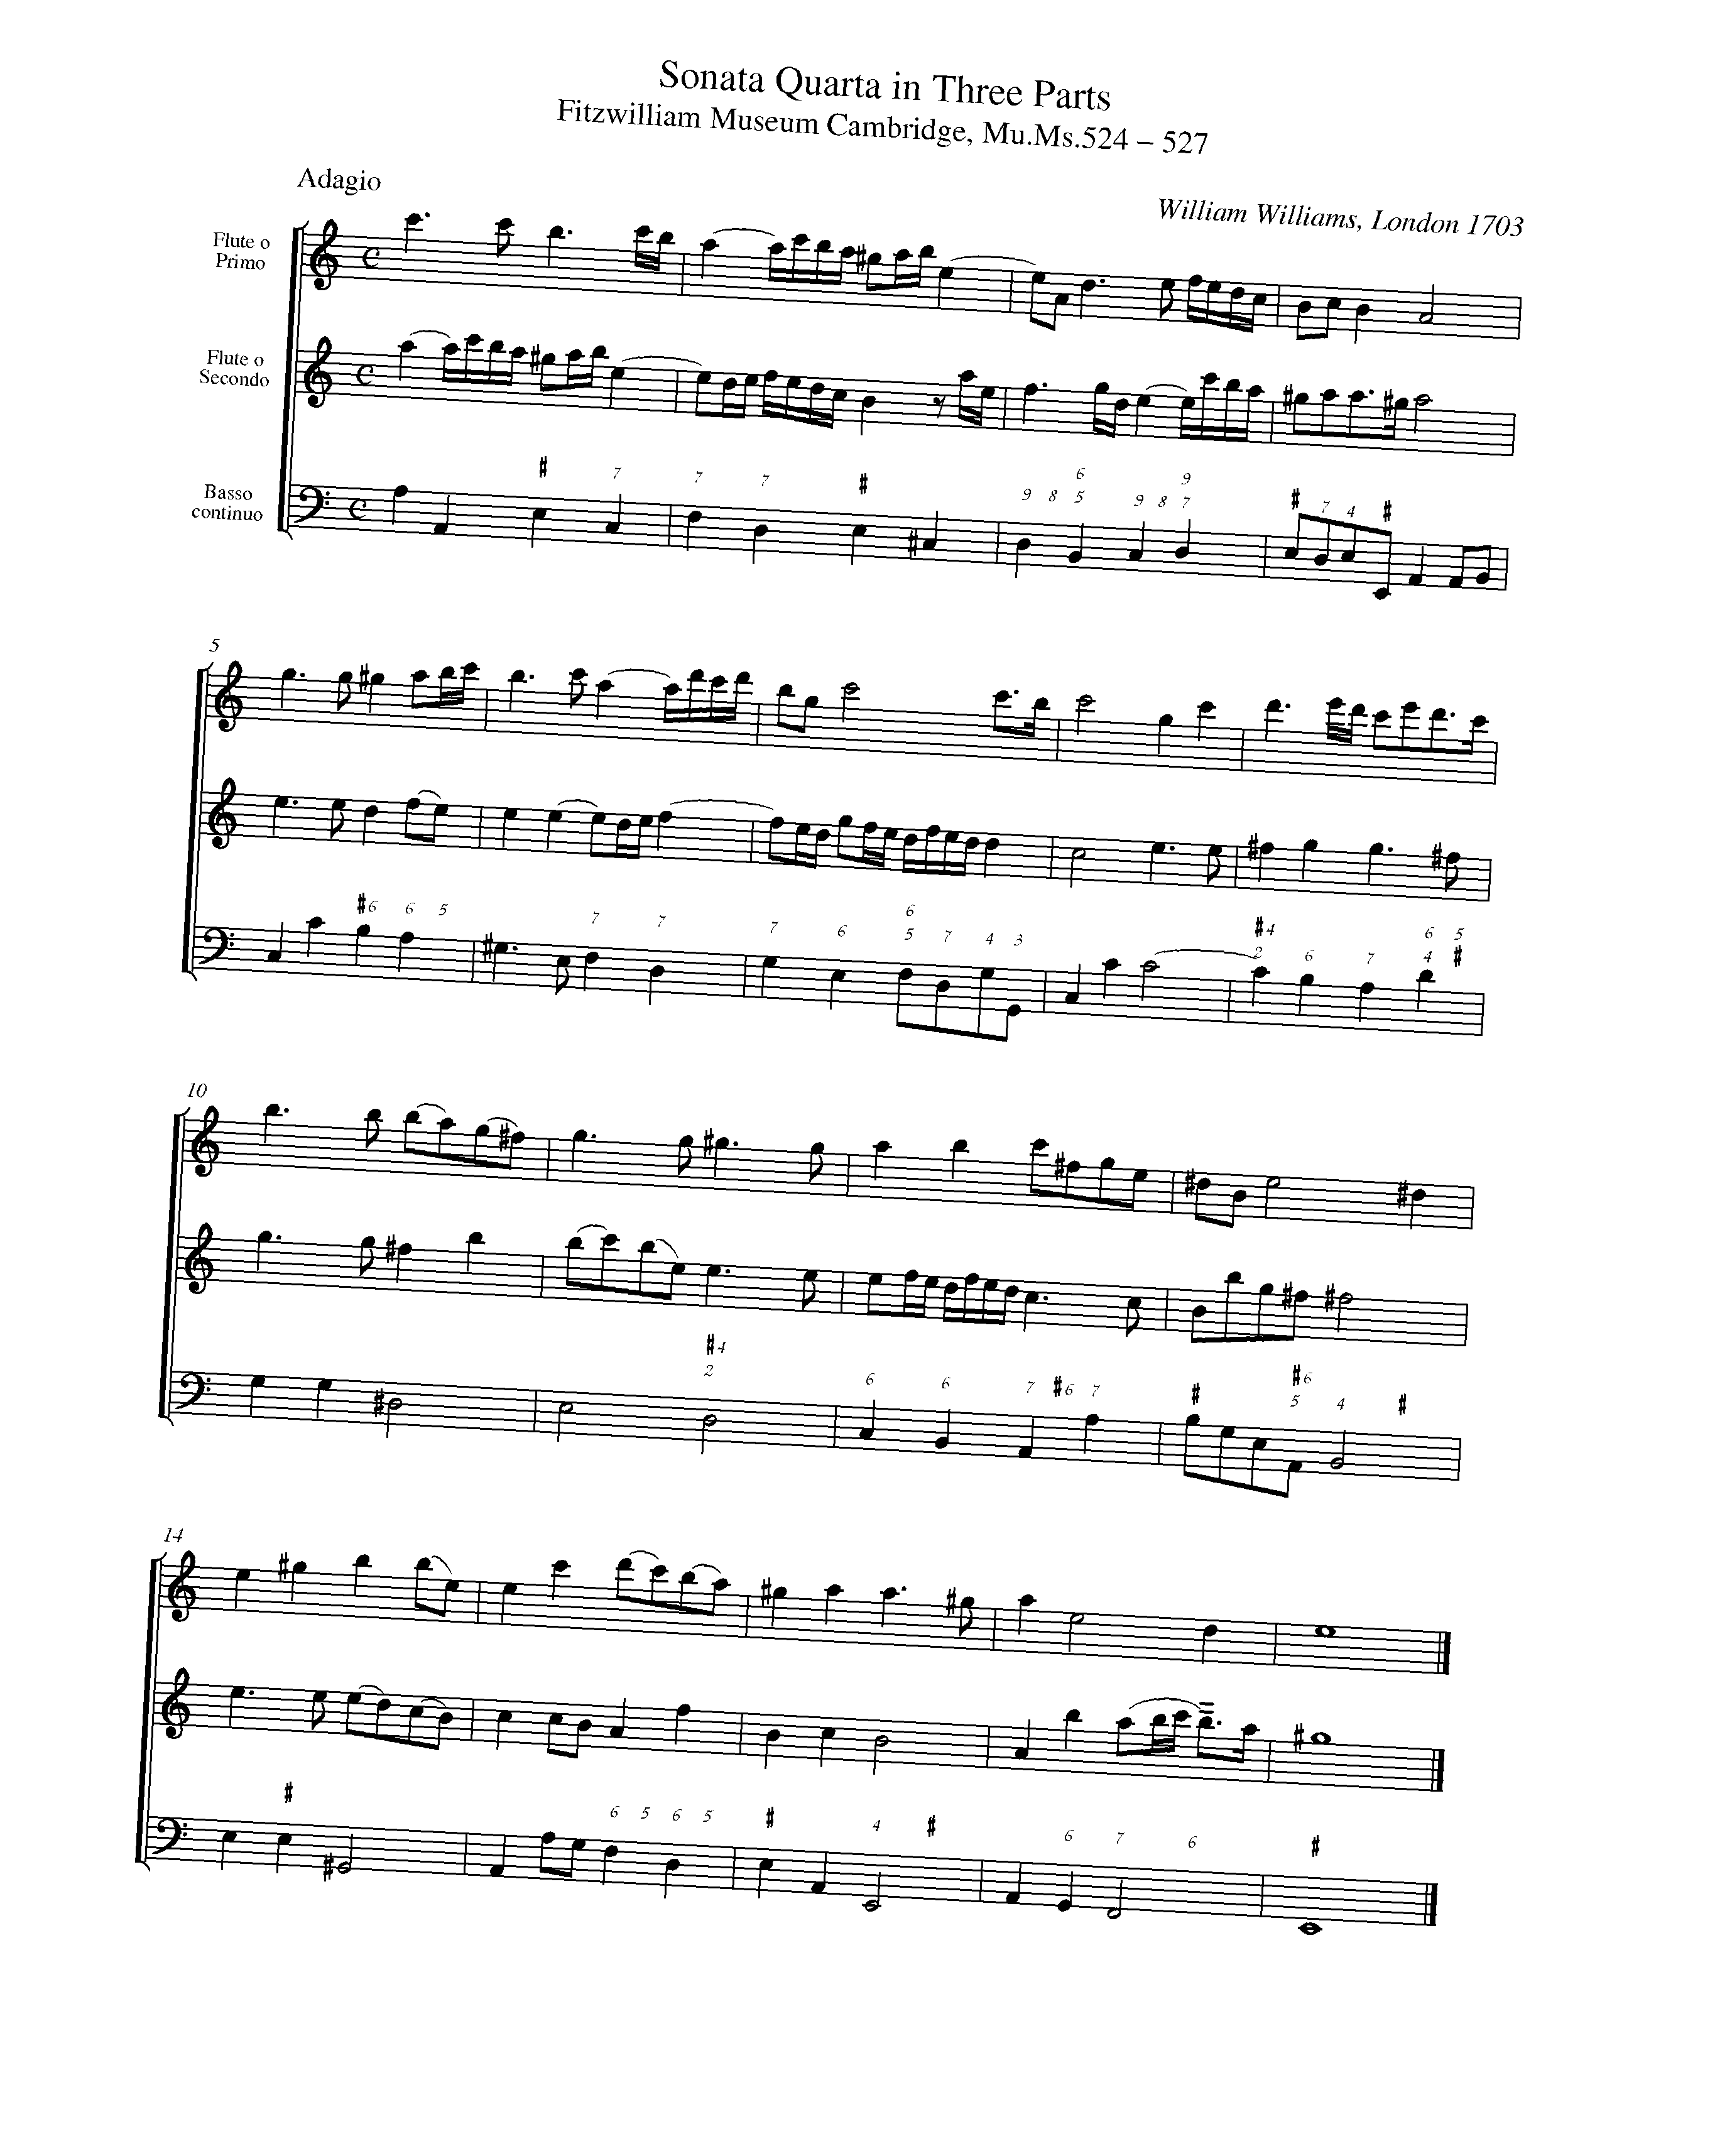 Sonata Quarta in Three Parts
Fitzwilliam Museum Cambridge, Mu.Ms.524 – 527
Adagio
William Williams, London 1703
Flute o
Primo
Flute o
Secondo
♯ 7 7 7 ♯ 9 8 6 5 9 8 9 7 ♯ 7 4 ♯
Basso
continuo
5
♯6 6 5 7 7 7 6 6 5 7 4 3 ♯4 2 6 7 6 4 5 ♯
10
♯4 2 6 6 7 ♯6 7 ♯ ♯6 5 4 ♯
14
♯ 6 5 6 5 ♯ 4 ♯ 6 7 6 ♯